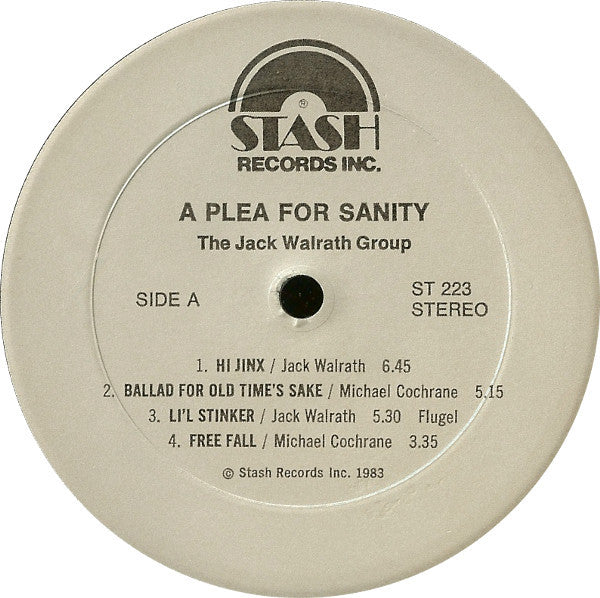 ®
STASH
RECORDS INC.
A PLEA FOR SANITY
The Jack Walrath Group
SIDE A
ST 223
STEREO
1. HI JINX / Jack Walrath 6.45
2. BALLAD FOR OLD TIME'S SAKE / Michael Cochrane 5.15
3. LI'L STINKER / Jack Walrath 5.30 Flugel
4. FREE FALL / Michael Cochrane 3.35
© Stash Records Inc. 1983